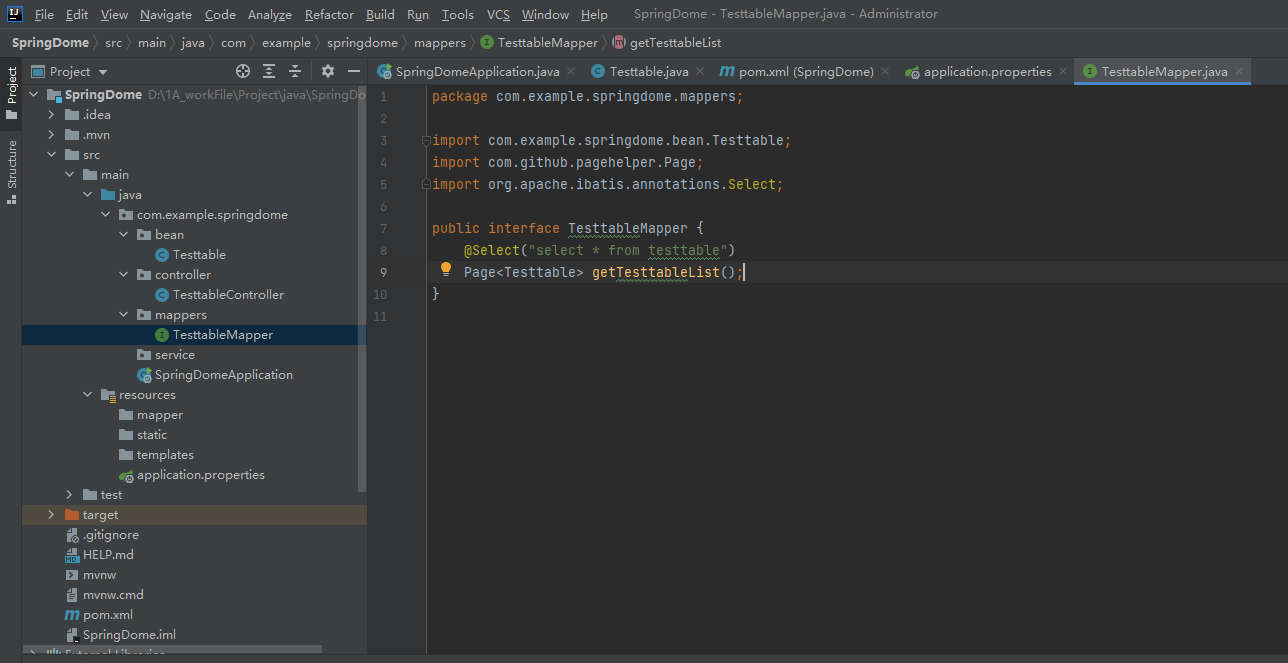 File Edit View Navigate Code Analyze Refactor Build Run Tools VCS Window Help SpringDome - TesttableMapper.java - Administrator
SpringDome src main java com example springdome mappers TesttableMapper getTesttableList
Project
Structure
Project
SpringDome D:\1A_workFile\Project\java\SpringDo
.idea
.mvn
src
main
java
com.example.springdome
bean
Testtable
controller
TesttableController
mappers
TesttableMapper
service
SpringDomeApplication
resources
mapper
static
templates
application.properties
test
target
.gitignore
HELP.md
mvnw
mvnw.cmd
pom.xml
SpringDome.iml
External Libraries
SpringDomeApplication.java Testtable.java pom.xml (SpringDome) application.properties TesttableMapper.java
1 package com.example.springdome.mappers;
2
3 import com.example.springdome.bean.Testtable;
4 import com.github.pagehelper.Page;
5 import org.apache.ibatis.annotations.Select;
6
7 public interface TesttableMapper {
8 @Select("select * from testtable")
9 Page<Testtable> getTesttableList();
10 }
11